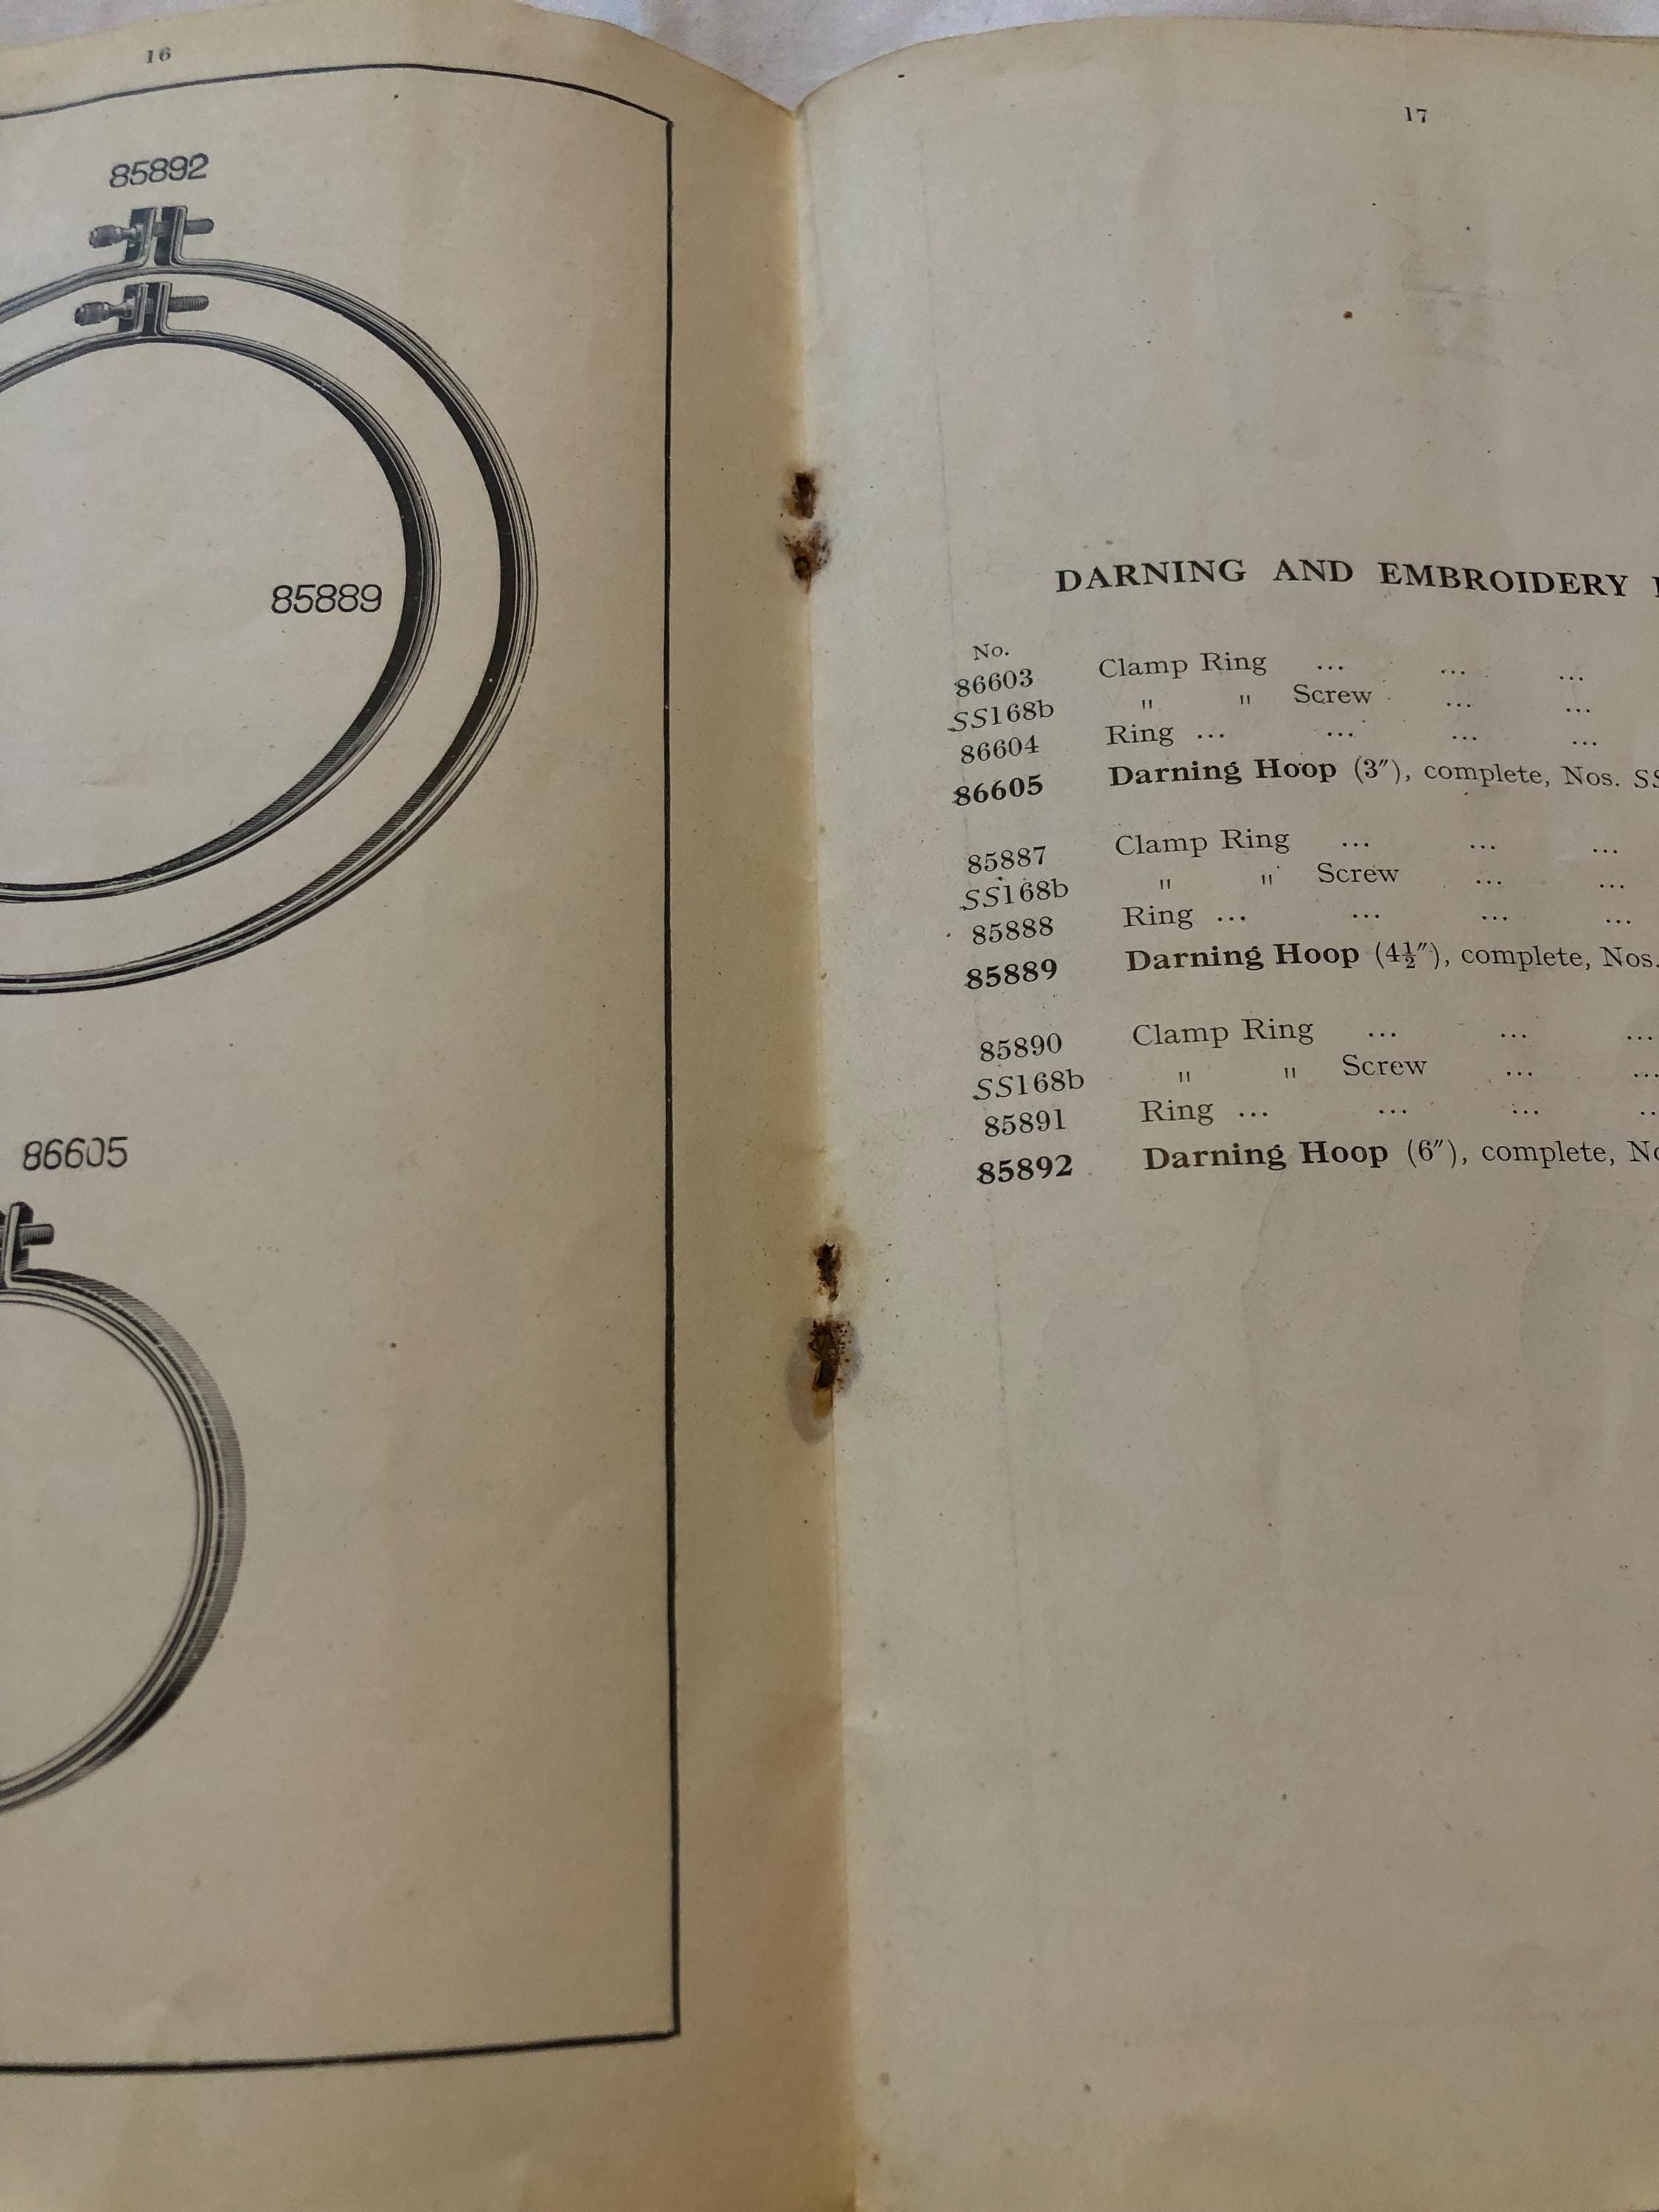 16
85892
85889
86605
17
DARNING AND EMBROIDERY
No.
86603 Clamp Ring ... ... ...
SS168b " " Screw ... ...
86604 Ring ... ... ... ...
86605 Darning Hoop (3″), complete, Nos. SS
85887 Clamp Ring ... ... ...
SS168b " " Screw ... ...
85888 Ring ... ... ... ...
85889 Darning Hoop (4½″), complete, Nos.
85890 Clamp Ring ... ... ...
SS168b " " Screw ... ...
85891 Ring ... ... ... ..
85892 Darning Hoop (6″), complete, No